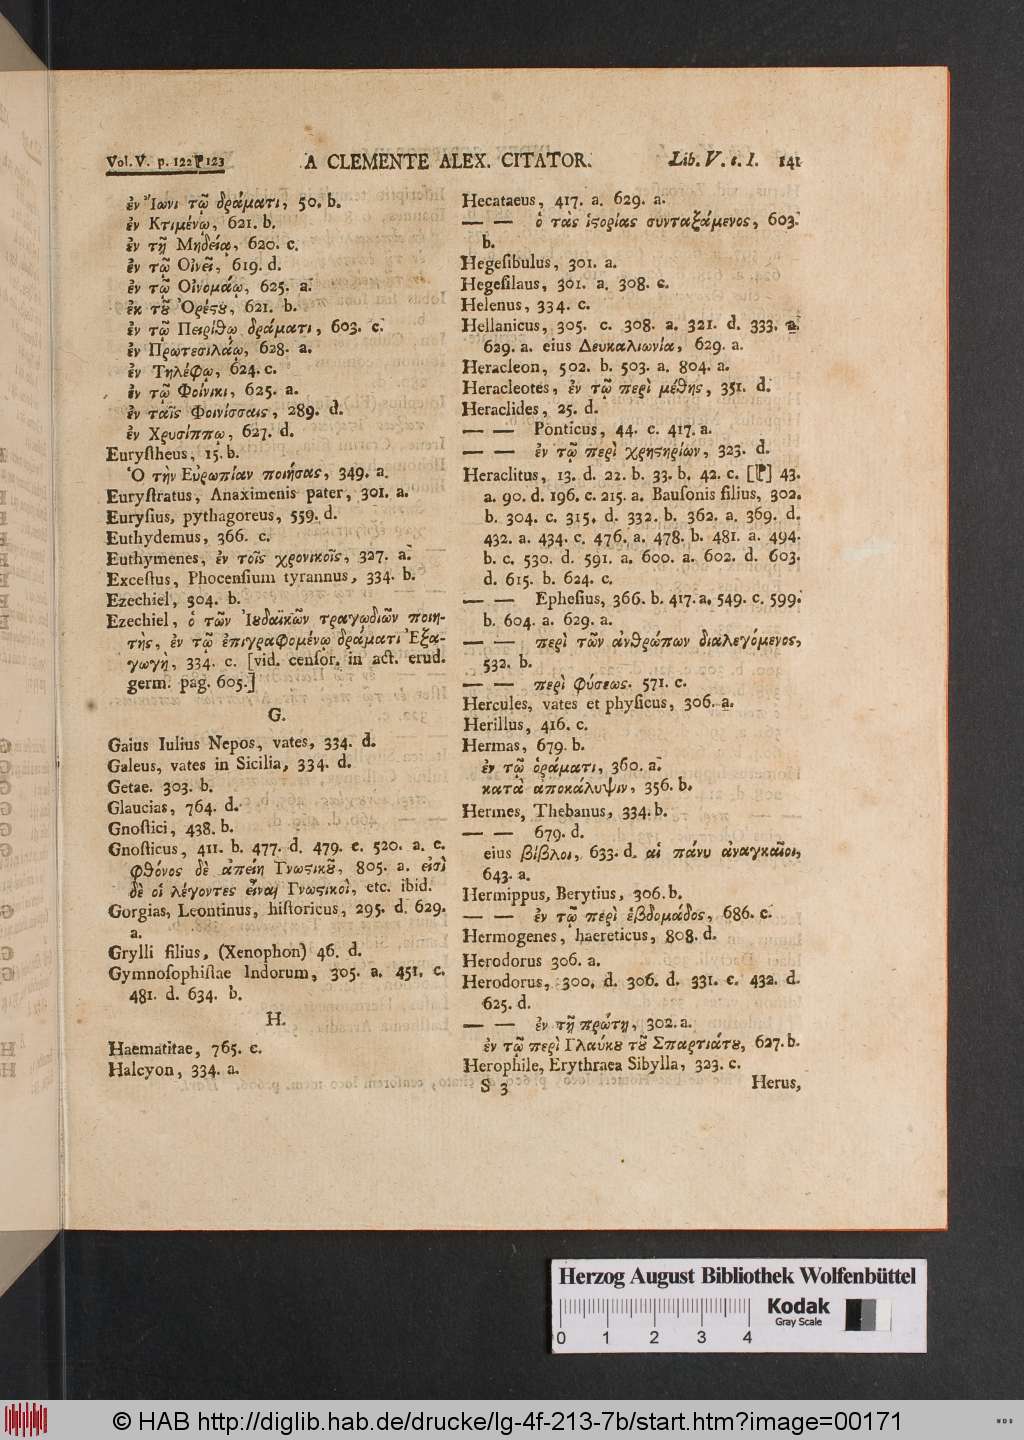 Vol. V. p. 122 ⁋ 123 A CLEMENTE ALEX. CITATOR. Lib. V. c. 1. 141
ἐν Ἴωνι τῷ δράματι, 50. b.
ἐν Κτιμένῳ, 621. b.
ἐν τῇ Μηδείᾳ, 620. c.
ἐν τῷ Οἰνεῖ, 619. d.
ἐν τῷ Οἰνομάῳ, 625. a.
ἐκ τȣ͂ Ὀρέϛȣ, 621. b.
ἐν τῷ Πειρίθῳ δράματι, 603. c.
ἐν Πρωτεσιλάῳ, 628. a.
ἐν Τηλέφῳ, 624. c.
ἐν τῷ Φοίνικι, 625. a.
ἐν ταῖς Φοινίσσαις, 289. d.
ἐν Χρυσίππῳ, 627. d.
Euryſtheus, 15. b.
Ὁ τὴν Εὐρωπίαν ποιήσας, 349. a.
Euryſtratus, Anaximenis pater, 301. a.
Euryſius, pythagoreus, 559. d.
Euthydemus, 366. c.
Euthymenes, ἐν τοῖς χρονικοῖς, 327. a.
Exceſtus, Phocenſium tyrannus, 334. b.
Ezechiel, 304. b.
Ezechiel, ὁ τῶν Ἰȣδαϊκῶν τραγῳδιῶν ποιη-
τὴς, ἐν τῷ ἐπιγραφομένῳ δράματι Ἐξα-
γωγὴ, 334. c. [vid. cenſor. in act. erud.
germ. pag. 605.]
G.
Gaius Iulius Nepos, vates, 334. d.
Galeus, vates in Sicilia, 334. d.
Getae. 303. b.
Glaucias, 764. d.
Gnoſtici, 438. b.
Gnoſticus, 411. b. 477. d. 479. c. 520. a. c.
φθόνος δὲ ἀπείη Γνωϛικȣ͂, 805. a. εἰσὶ
δὲ οἱ λέγοντες εἶναι Γνωϛικοὶ, etc. ibid.
Gorgias, Leontinus, hiſtoricus, 295. d. 629.
a.
Grylli filius, (Xenophon) 46. d.
Gymnoſophiſtae Indorum, 305. a. 451. c.
481. d. 634. b.
H.
Haematitae, 765. c.
Halcyon, 334. a.
Hecataeus, 417. a. 629. a.
— — ὁ τὰς ἱϛορίας συνταξάμενος, 603.
b.
Hegeſibulus, 301. a.
Hegeſilaus, 301. a. 308. c.
Helenus, 334. c.
Hellanicus, 305. c. 308. a. 321. d. 333. a.
629. a. eius Δευκαλιωνία, 629. a.
Heracleon, 502. b. 503. a. 804. a.
Heracleotes, ἐν τῷ περὶ μέθης, 351. d.
Heraclides, 25. d.
— — Ponticus, 44. c. 417. a.
— — ἐν τῷ περὶ χρηϛηρίων, 323. d.
Heraclitus, 13. d. 22. b. 33. b. 42. c. [⁋] 43.
a. 90. d. 196. c. 215. a. Bauſonis filius, 302.
b. 304. c. 315. d. 332. b. 362. a. 369. d.
432. a. 434. c. 476. a. 478. b. 481. a. 494.
b. c. 530. d. 591. a. 600. a. 602. d. 603.
d. 615. b. 624. c.
— — Epheſius, 366. b. 417. a. 549. c. 599.
b. 604. a. 629. a.
— — περὶ τῶν ἀνθρώπων διαλεγόμενος,
532. b.
— — περὶ φύσεως. 571. c.
Hercules, vates et phyſicus, 306. a.
Herillus, 416. c.
Hermas, 679. b.
ἐν τῷ ὁράματι, 360. a.
κατὰ ἀποκάλυψιν, 356. b.
Hermes, Thebanus, 334. b.
— — 679. d.
eius βίβλοι, 633. d. αἱ πάνυ ἀναγκαῖοι,
643. a.
Hermippus, Berytius, 306. b.
— — ἐν τῷ περὶ ἑβδομάδος, 686. c.
Hermogenes, haereticus, 808. d.
Herodorus 306. a.
Herodorus, 300. d. 306. d. 331. c. 432. d.
625. d.
— — ἐν τῇ πρώτῃ, 302. a.
ἐν τῷ περὶ Γλαύκȣ τȣ͂ Σπαρτιάτȣ, 627. b.
Herophile, Erythraea Sibylla, 323. c.
S 3 Herus,
Herzog August Bibliothek Wolfenbüttel
Kodak
Gray Scale
0 1 2 3 4
© HAB http://diglib.hab.de/drucke/lg-4f-213-7b/start.htm?image=00171